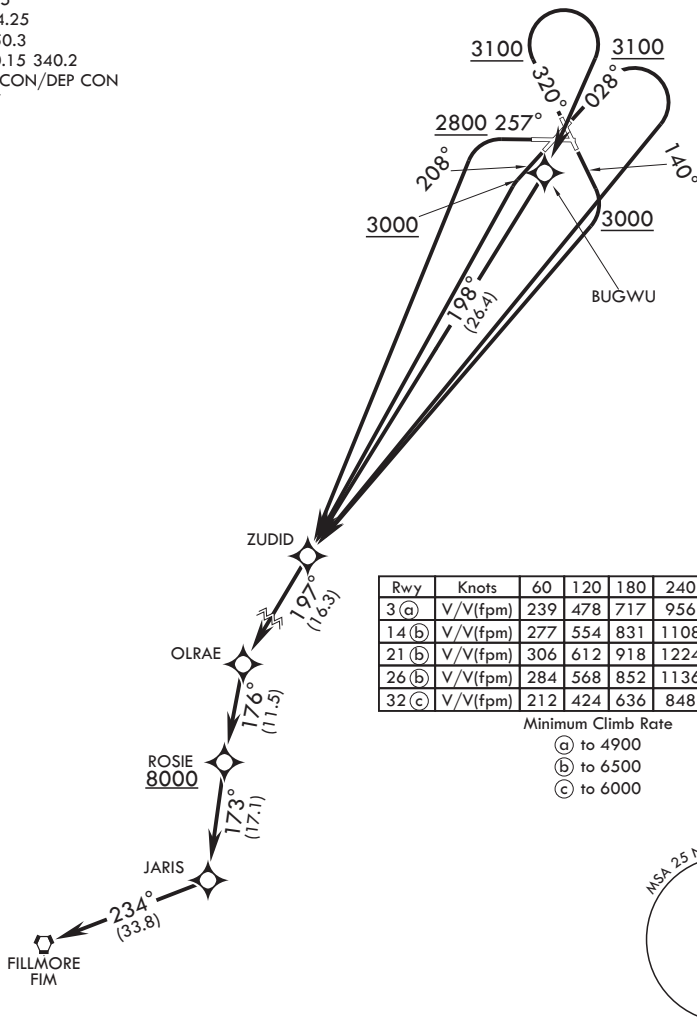 4.25
50.3
0.15 340.2
CON/DEP CON
3100
3100
320°
028°
2800 257°
208°
140°
3000
3000
BUGWU
198°
(26.4)
ZUDID
197°
(16.3)
Rwy Knots 60 120 180 240
3 (a) V/V(fpm) 239 478 717 956
14 (b) V/V(fpm) 277 554 831 1108
21 (b) V/V(fpm) 306 612 918 1224
26 (b) V/V(fpm) 284 568 852 1136
32 (c) V/V(fpm) 212 424 636 848
Minimum Climb Rate
(a) to 4900
(b) to 6500
(c) to 6000
OLRAE
176°
(11.5)
ROSIE
8000
173°
(17.1)
JARIS
MSA 25 N
234°
(33.8)
FILLMORE
FIM